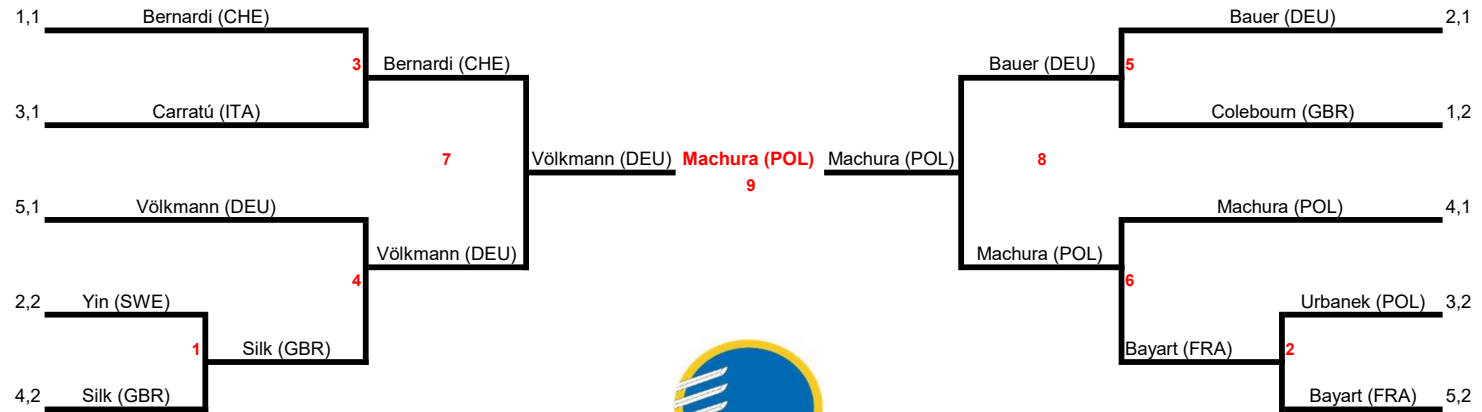 1,1 Bernardi (CHE) Bauer (DEU) 2,1
3 Bernardi (CHE) Bauer (DEU) 5
3,1 Carratú (ITA) Colebourn (GBR) 1,2
7 Völkmann (DEU) Machura (POL) Machura (POL) 8
9
5,1 Völkmann (DEU) Machura (POL) 4,1
Völkmann (DEU) Machura (POL)
4 6
2,2 Yin (SWE) Urbanek (POL) 3,2
1 Silk (GBR) Bayart (FRA) 2
4,2 Silk (GBR) Bayart (FRA) 5,2